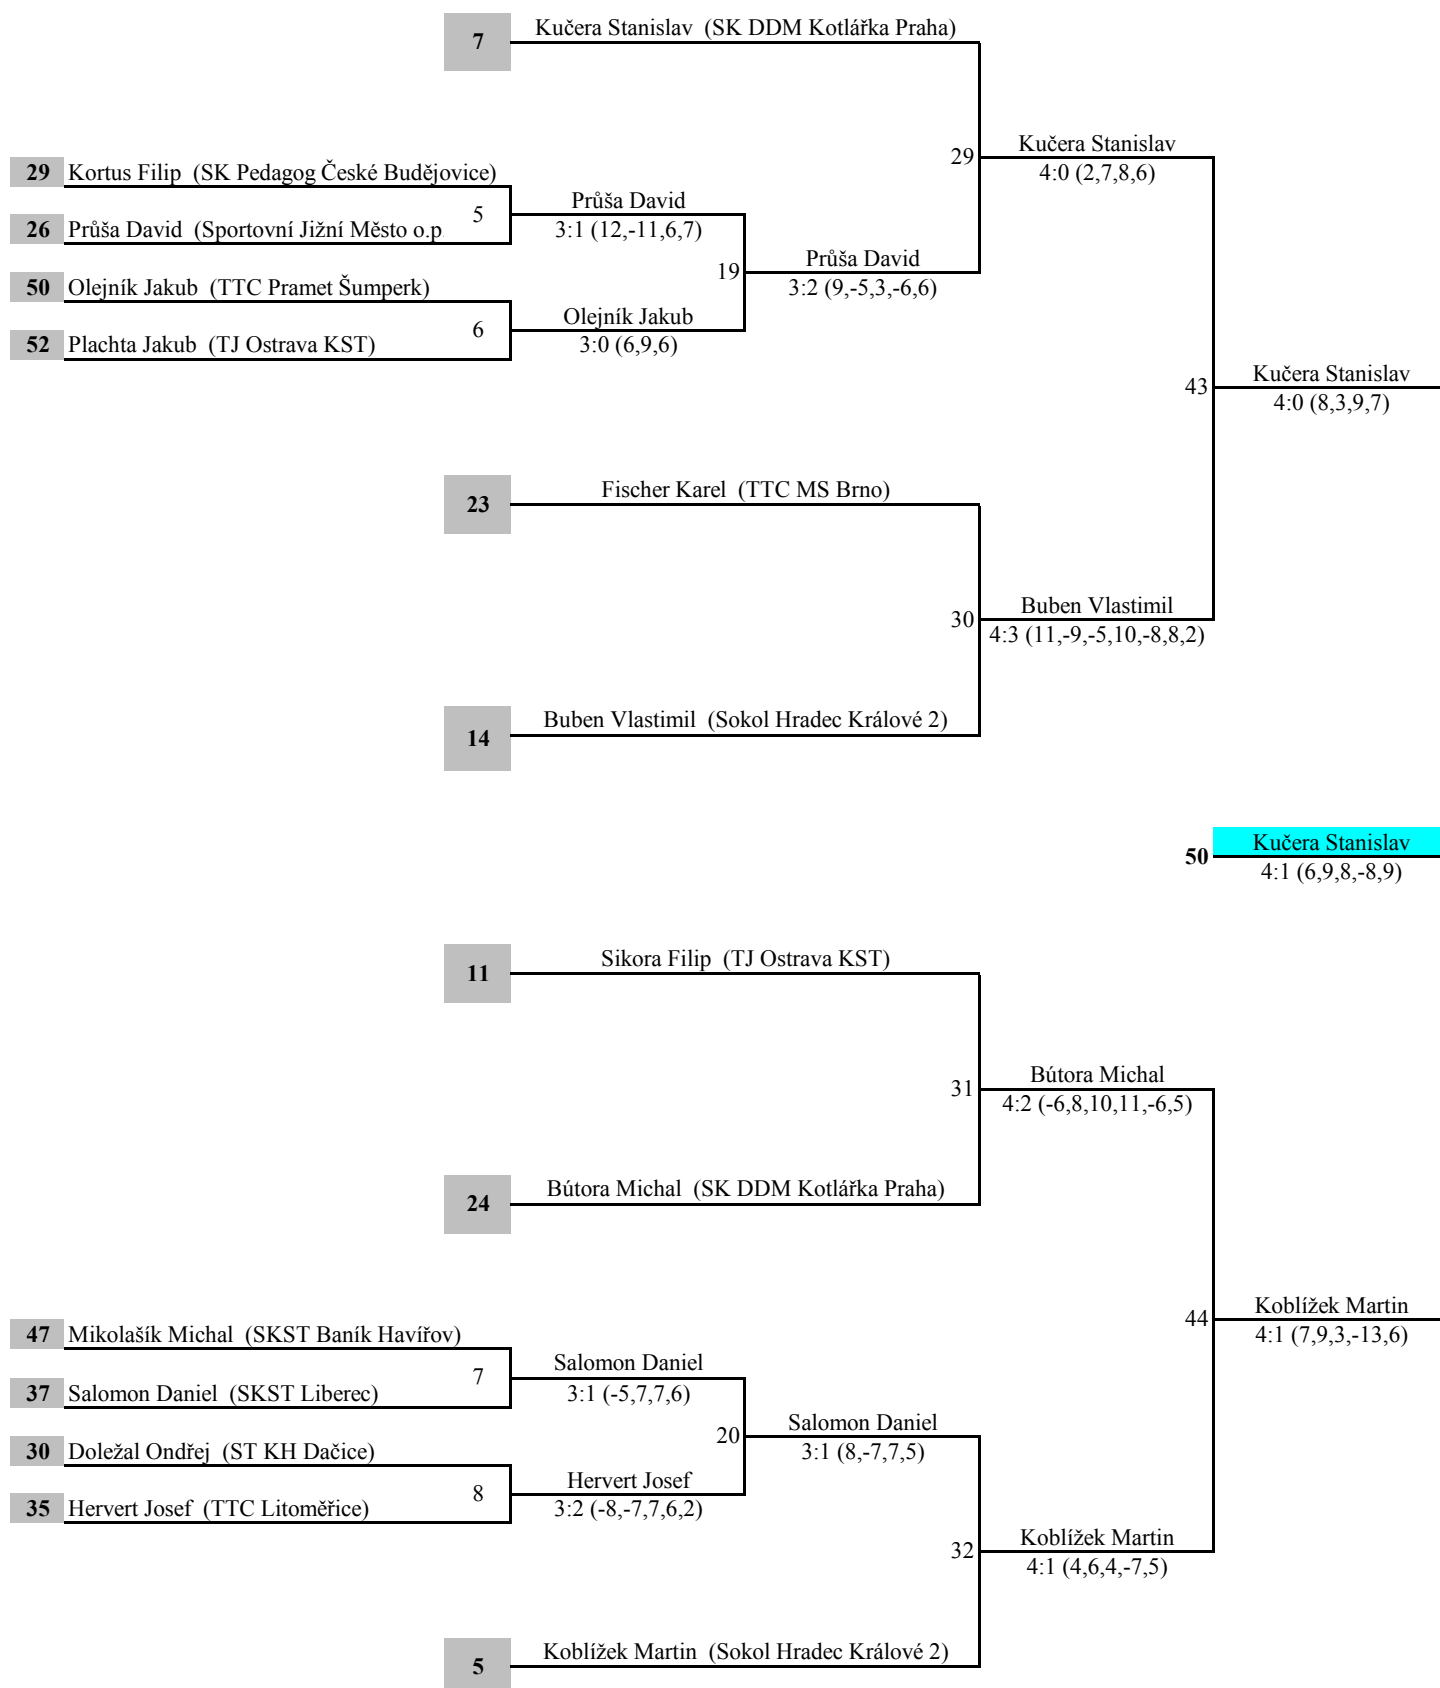 7 Kučera Stanislav (SK DDM Kotlářka Praha)
29 Kučera Stanislav
4:0 (2,7,8,6)
29 Kortus Filip (SK Pedagog České Budějovice)
5 Průša David
3:1 (12,-11,6,7)
26 Průša David (Sportovní Jižní Město o.p
19 Průša David
3:2 (9,-5,3,-6,6)
50 Olejník Jakub (TTC Pramet Šumperk)
6 Olejník Jakub
3:0 (6,9,6)
52 Plachta Jakub (TJ Ostrava KST)
43 Kučera Stanislav
4:0 (8,3,9,7)
23 Fischer Karel (TTC MS Brno)
30 Buben Vlastimil
4:3 (11,-9,-5,10,-8,8,2)
14 Buben Vlastimil (Sokol Hradec Králové 2)
50 Kučera Stanislav
4:1 (6,9,8,-8,9)
11 Sikora Filip (TJ Ostrava KST)
31 Bútora Michal
4:2 (-6,8,10,11,-6,5)
24 Bútora Michal (SK DDM Kotlářka Praha)
44 Koblížek Martin
4:1 (7,9,3,-13,6)
47 Mikolašík Michal (SKST Baník Havířov)
7 Salomon Daniel
3:1 (-5,7,7,6)
37 Salomon Daniel (SKST Liberec)
20 Salomon Daniel
3:1 (8,-7,7,5)
30 Doležal Ondřej (ST KH Dačice)
8 Hervert Josef
3:2 (-8,-7,7,6,2)
35 Hervert Josef (TTC Litoměřice)
32 Koblížek Martin
4:1 (4,6,4,-7,5)
5 Koblížek Martin (Sokol Hradec Králové 2)